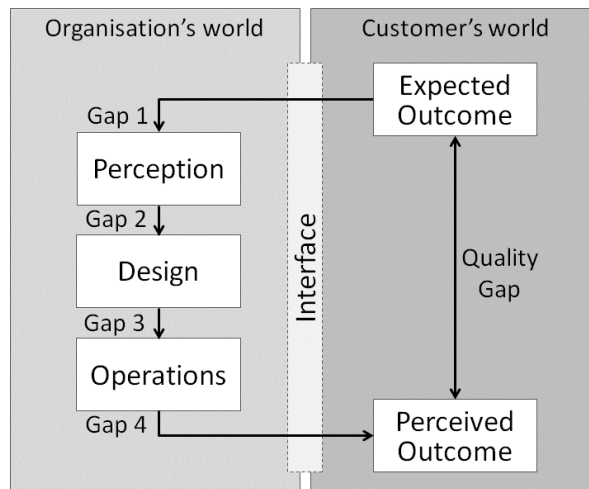 Organisation's world
Customer's world
Expected
Outcome
Gap 1
Perception
Gap 2
Design
Interface
Quality
Gap
Gap 3
Operations
Gap 4
Perceived
Outcome